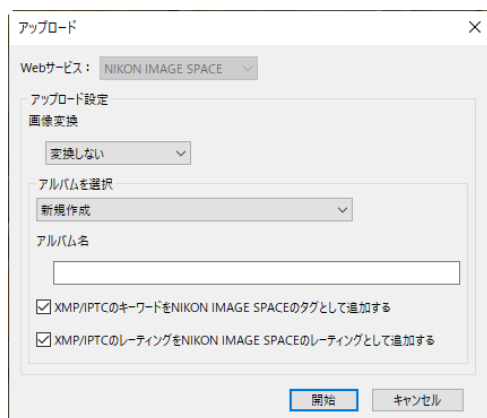 アップロード
Webサービス： NIKON IMAGE SPACE
アップロード設定
画像変換
変換しない
アルバムを選択
新規作成
アルバム名
XMP/IPTCのキーワードをNIKON IMAGE SPACEのタグとして追加する
XMP/IPTCのレーティングをNIKON IMAGE SPACEのレーティングとして追加する
開始 キャンセル